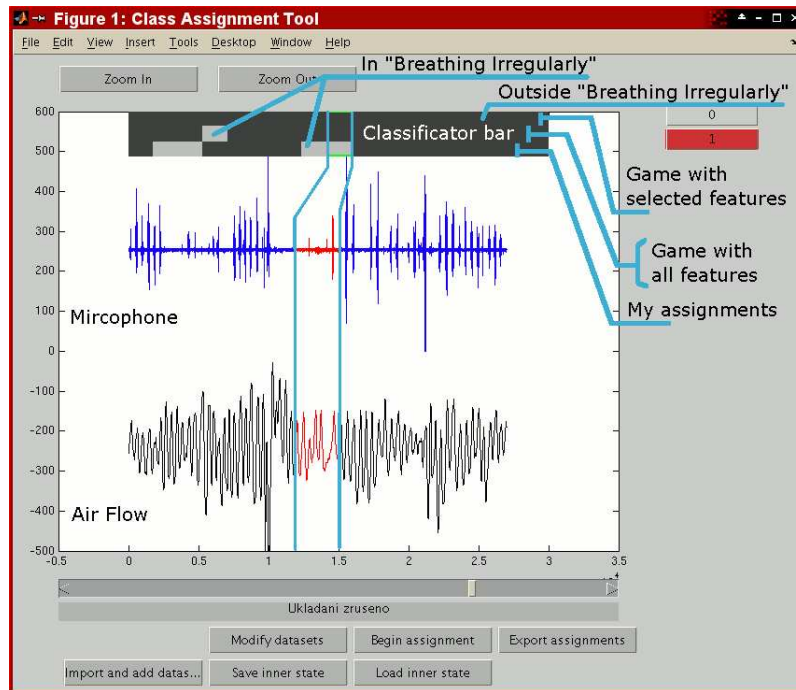 Figure 1: Class Assignment Tool
File Edit View Insert Tools Desktop Window Help
Zoom In
Zoom Out
In "Breathing Irregularly"
Outside "Breathing Irregularly"
Classificator bar
0
1
Game with
selected features
Game with
all features
My assignments
Mircophone
Air Flow
600
500
400
300
200
100
0
-100
-200
-300
-400
-500
-0.5 0 0.5 1 1.5 2 2.5 3 3.5
Ukladani zruseno
Modify datasets
Begin assignment
Export assignments
Import and add datas...
Save inner state
Load inner state